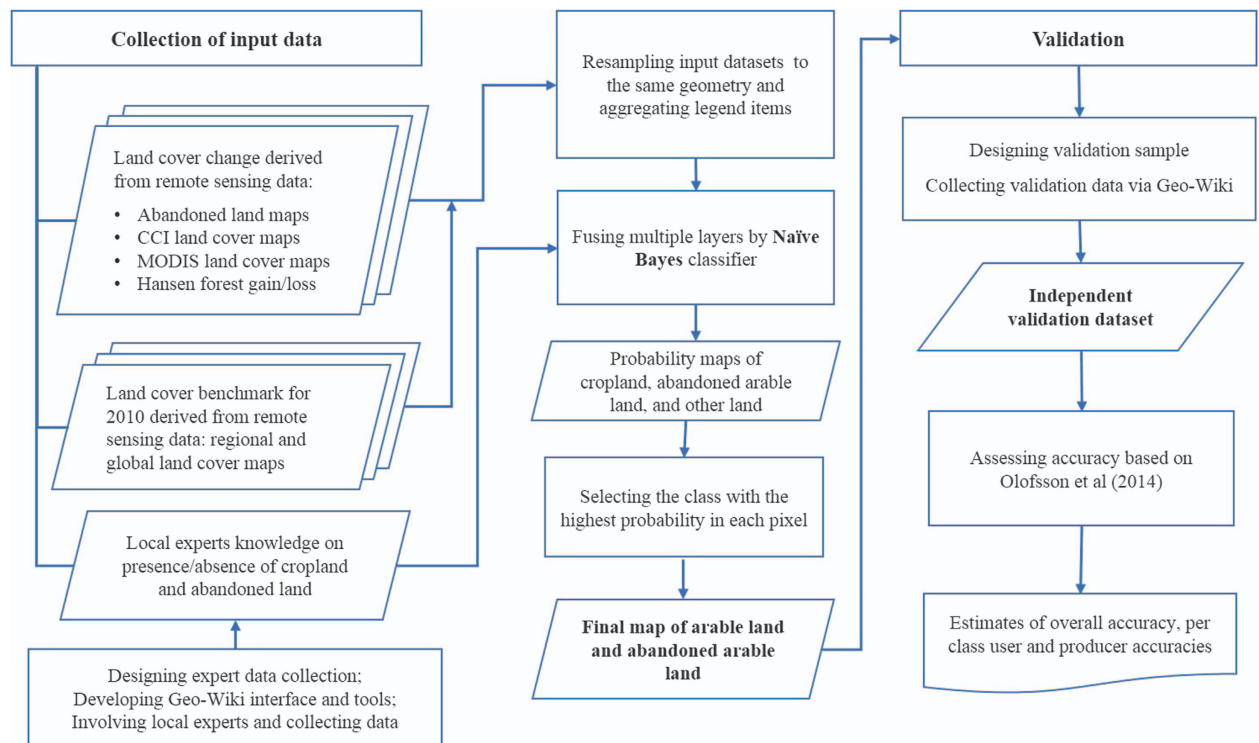 Collection of input data
Land cover change derived
from remote sensing data:
• Abandoned land maps
• CCI land cover maps
• MODIS land cover maps
• Hansen forest gain/loss
Land cover benchmark for
2010 derived from remote
sensing data: regional and
global land cover maps
Local experts knowledge on
presence/absence of cropland
and abandoned land
Designing expert data collection;
Developing Geo-Wiki interface and tools;
Involving local experts and collecting data
Resampling input datasets to
the same geometry and
aggregating legend items
Fusing multiple layers by Naïve
Bayes classifier
Probability maps of
cropland, abandoned arable
land, and other land
Selecting the class with the
highest probability in each pixel
Final map of arable land
and abandoned arable
land
Validation
Designing validation sample
Collecting validation data via Geo-Wiki
Independent
validation dataset
Assessing accuracy based on
Olofsson et al (2014)
Estimates of overall accuracy, per
class user and producer accuracies